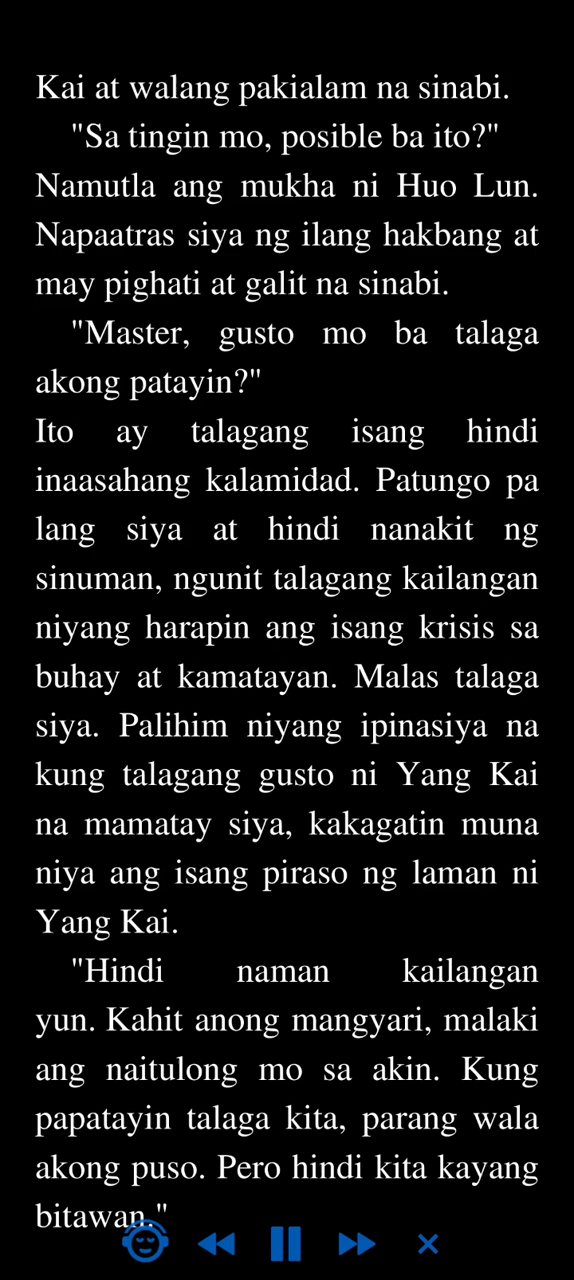 Kai at walang pakialam na sinabi.
"Sa tingin mo, posible ba ito?"
Namutla ang mukha ni Huo Lun.
Napaatras siya ng ilang hakbang at
may pighati at galit na sinabi.
"Master, gusto mo ba talaga
akong patayin?"
Ito ay talagang isang hindi
inaasahang kalamidad. Patungo pa
lang siya at hindi nanakit ng
sinuman, ngunit talagang kailangan
niyang harapin ang isang krisis sa
buhay at kamatayan. Malas talaga
siya. Palihim niyang ipinasiya na
kung talagang gusto ni Yang Kai
na mamatay siya, kakagatin muna
niya ang isang piraso ng laman ni
Yang Kai.
"Hindi naman kailangan
yun. Kahit anong mangyari, malaki
ang naitulong mo sa akin. Kung
papatayin talaga kita, parang wala
akong puso. Pero hindi kita kayang
bitawan."